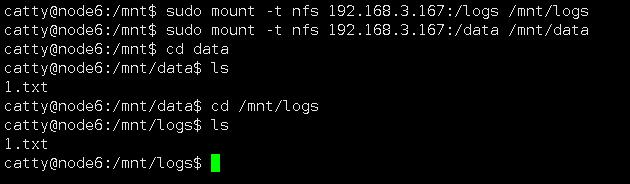 catty@node6:/mnt$ sudo mount -t nfs 192.168.3.167:/logs /mnt/logs
catty@node6:/mnt$ sudo mount -t nfs 192.168.3.167:/data /mnt/data
catty@node6:/mnt$ cd data
catty@node6:/mnt/data$ ls
1.txt
catty@node6:/mnt/data$ cd /mnt/logs
catty@node6:/mnt/logs$ ls
1.txt
catty@node6:/mnt/logs$